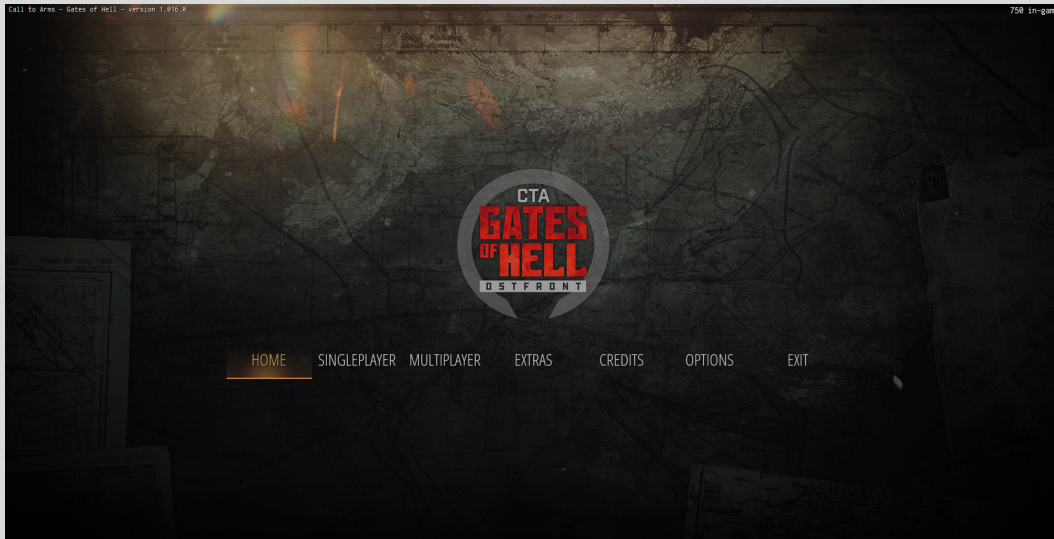 Call to Arms - Gates of Hell - version 1.016.0
750 in-gam
CTA
GATES
OF HELL
OSTFRONT
HOME SINGLEPLAYER MULTIPLAYER EXTRAS CREDITS OPTIONS EXIT